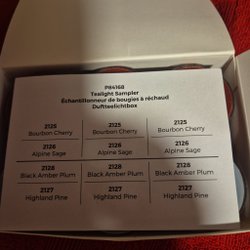 P84168
Tealight Sampler
Échantillonneur de bougies à réchaud
Duftteelichtbox
2125 2125 2125
Bourbon Cherry Bourbon Cherry Bourbon Cherry
2126 2126 2126
Alpine Sage Alpine Sage Alpine Sage
2128 2128 2128
Black Amber Plum Black Amber Plum Black Amber Plum
2127 2127 2127
Highland Pine Highland Pine Highland Pine